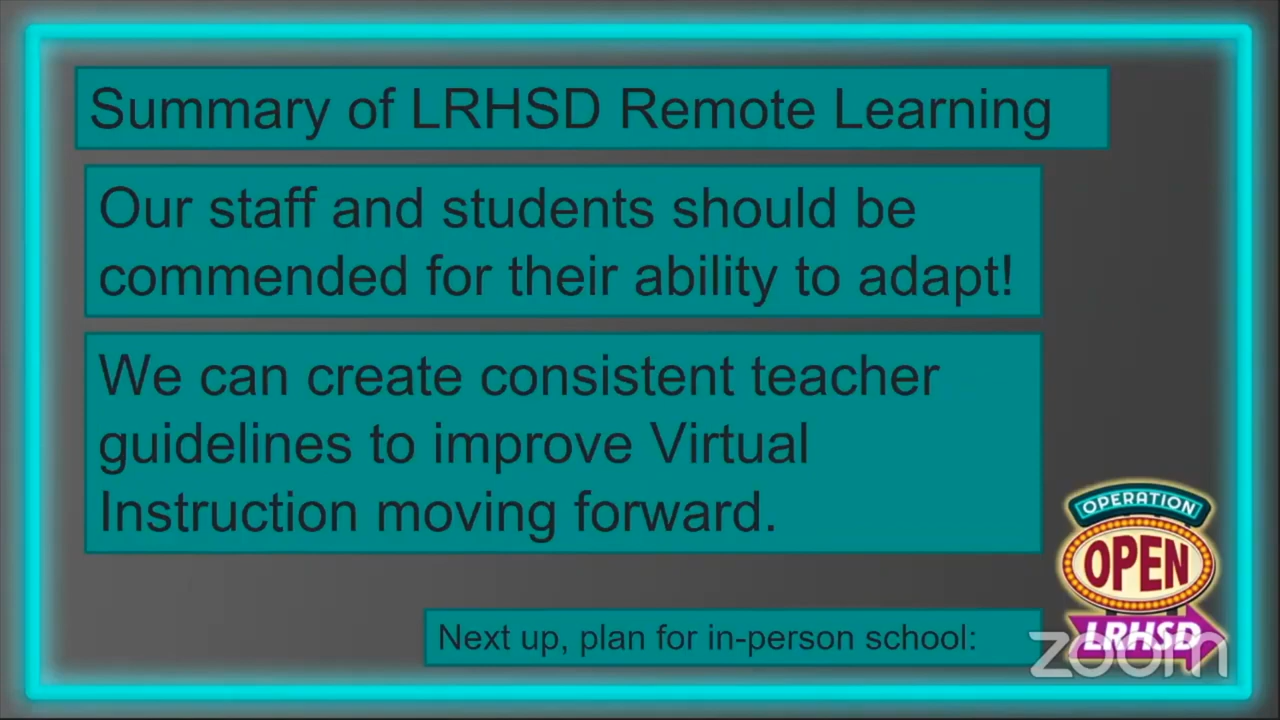 Summary of LRHSD Remote Learning
Our staff and students should be
commended for their ability to adapt!
We can create consistent teacher
guidelines to improve Virtual
Instruction moving forward.
OPERATION
OPEN
LRHSD
Next up, plan for in-person school:
zoom